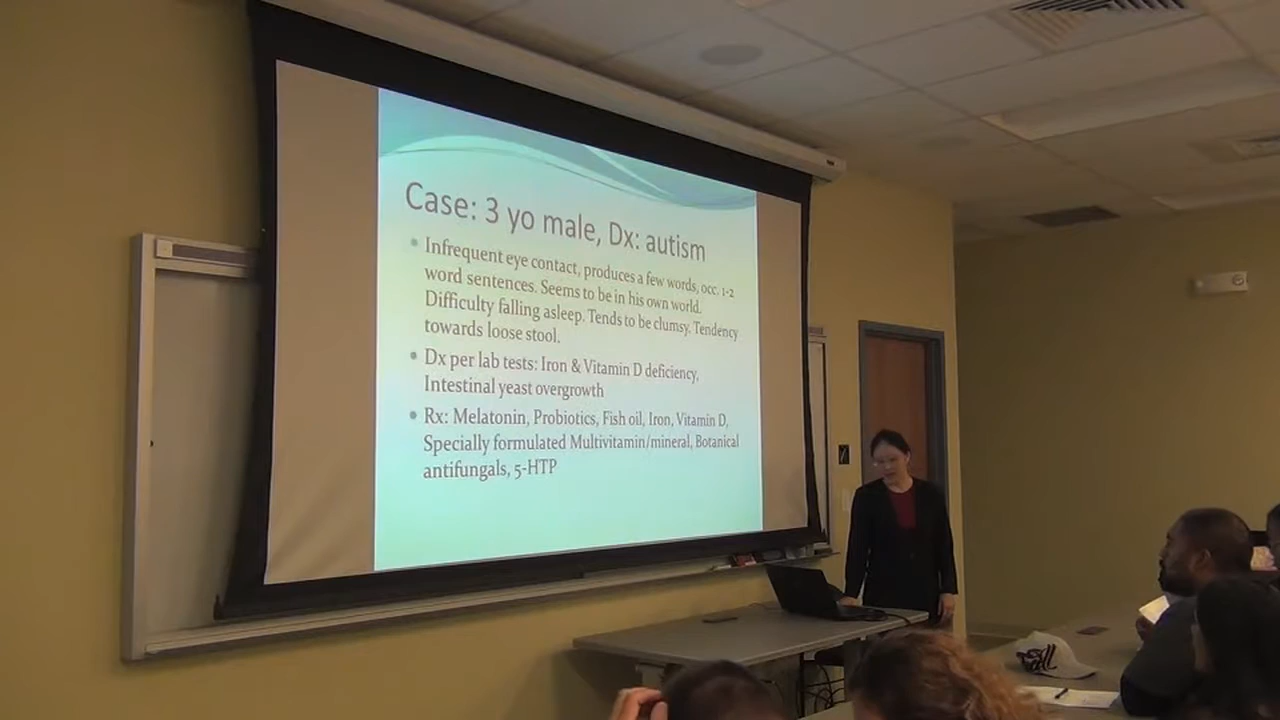 Case: 3 yo male, Dx: autism
• Infrequent eye contact, produces a few words, occ. 1-2
word sentences. Seems to be in his own world.
Difficulty falling asleep. Tends to be clumsy. Tendency
towards loose stool.
• Dx per lab tests: Iron & Vitamin D deficiency,
Intestinal yeast overgrowth
• Rx: Melatonin, Probiotics, Fish oil, Iron, Vitamin D,
Specially formulated Multivitamin/mineral, Botanical
antifungals, 5-HTP